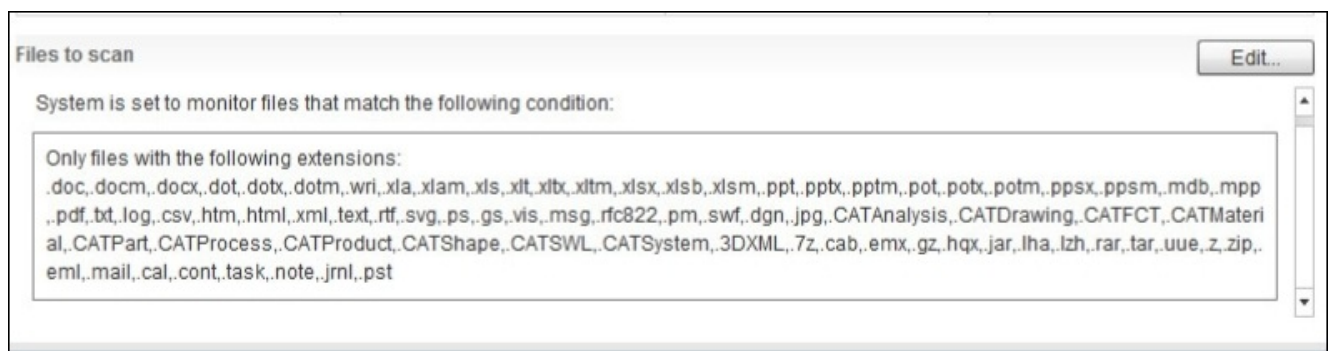 Files to scan
Edit...
System is set to monitor files that match the following condition:
Only files with the following extensions:
.doc,.docm,.docx,.dot,.dotx,.dotm,.wri,.xla,.xlam,.xls,.xlt,.xltx,.xltm,.xlsx,.xlsb,.xlsm,.ppt,.pptx,.pptm,.pot,.potx,.potm,.ppsx,.ppsm,.mdb,.mpp
,.pdf,.txt,.log,.csv,.htm,.html,.xml,.text,.rtf,.svg,.ps,.gs,.vis,.msg,.rfc822,.pm,.swf,.dgn,.jpg,.CATAnalysis,.CATDrawing,.CATFCT,.CATMateri
al,.CATPart,.CATProcess,.CATProduct,.CATShape,.CATSWL,.CATSystem,.3DXML,.7z,.cab,.emx,.gz,.hqx,.jar,.lha,.lzh,.rar,.tar,.uue,.z,.zip,.
eml,.mail,.cal,.cont,.task,.note,.jrnl,.pst